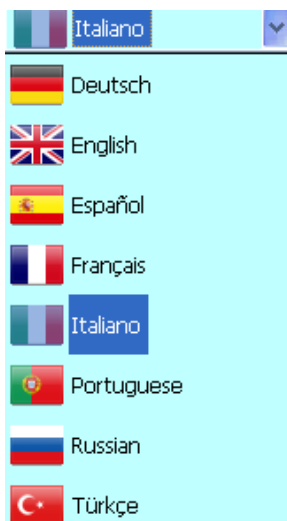 Italiano
Deutsch
English
Español
Français
Italiano
Portuguese
Russian
Türkçe